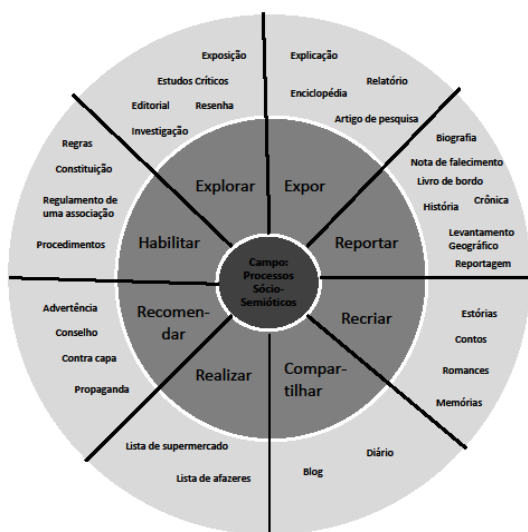 Exposição
Estudos Críticos
Editorial
Resenha
Investigação
Explicação
Relatório
Enciclopédia
Artigo de pesquisa
Biografia
Nota de falecimento
Livro de bordo
Crônica
História
Levantamento
Geográfico
Reportagem
Regras
Constituição
Regulamento de
uma associação
Procedimentos
Explorar
Expor
Habilitar
Reportar
Campo:
Processos
Sócio-
Semióticos
Recomen-
dar
Recriar
Realizar
Compar-
tilhar
Advertência
Conselho
Contra capa
Propaganda
Estórias
Contos
Romances
Memórias
Lista de supermercado
Lista de afazeres
Diário
Blog